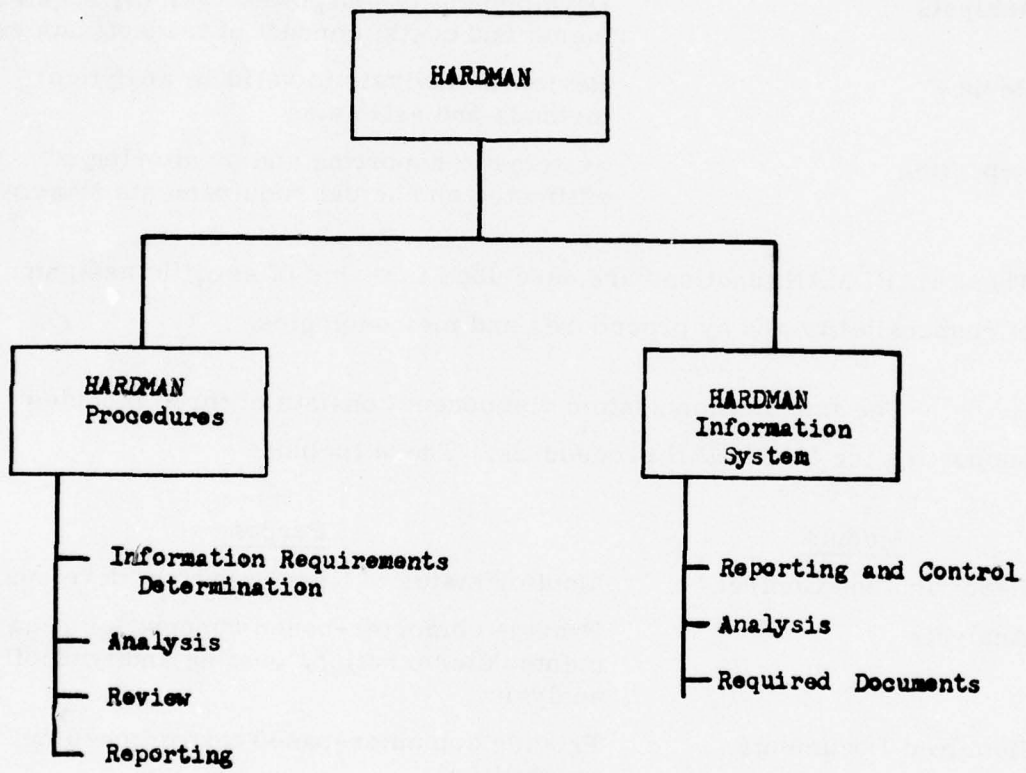 HARDMAN
HARDMAN
Procedures
HARDMAN
Information
System
Information Requirements
Determination
Analysis
Review
Reporting
Reporting and Control
Analysis
Required Documents